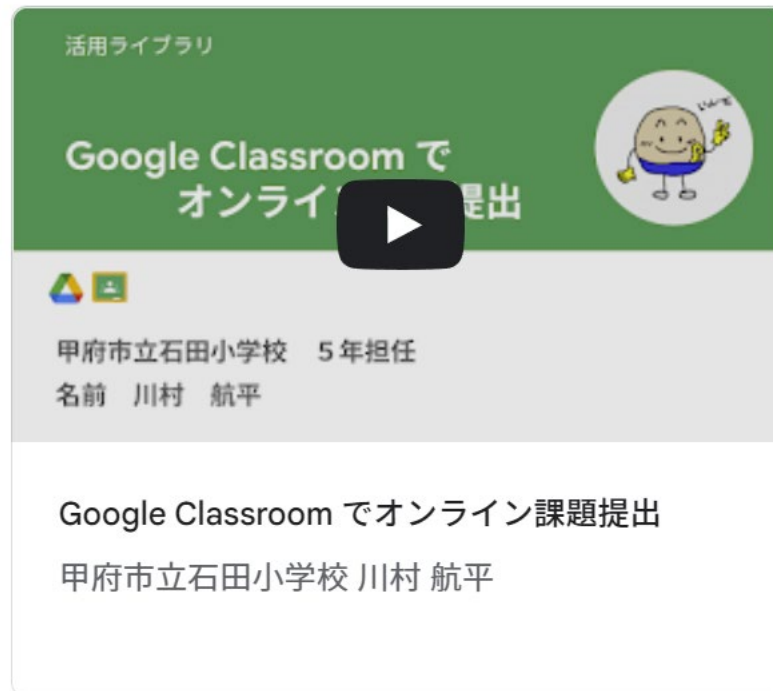 活用ライブラリ
Google Classroom で
オンライ 提出
甲府市立石田小学校　５年担任
名前　川村　航平
Google Classroom でオンライン課題提出
甲府市立石田小学校 川村 航平